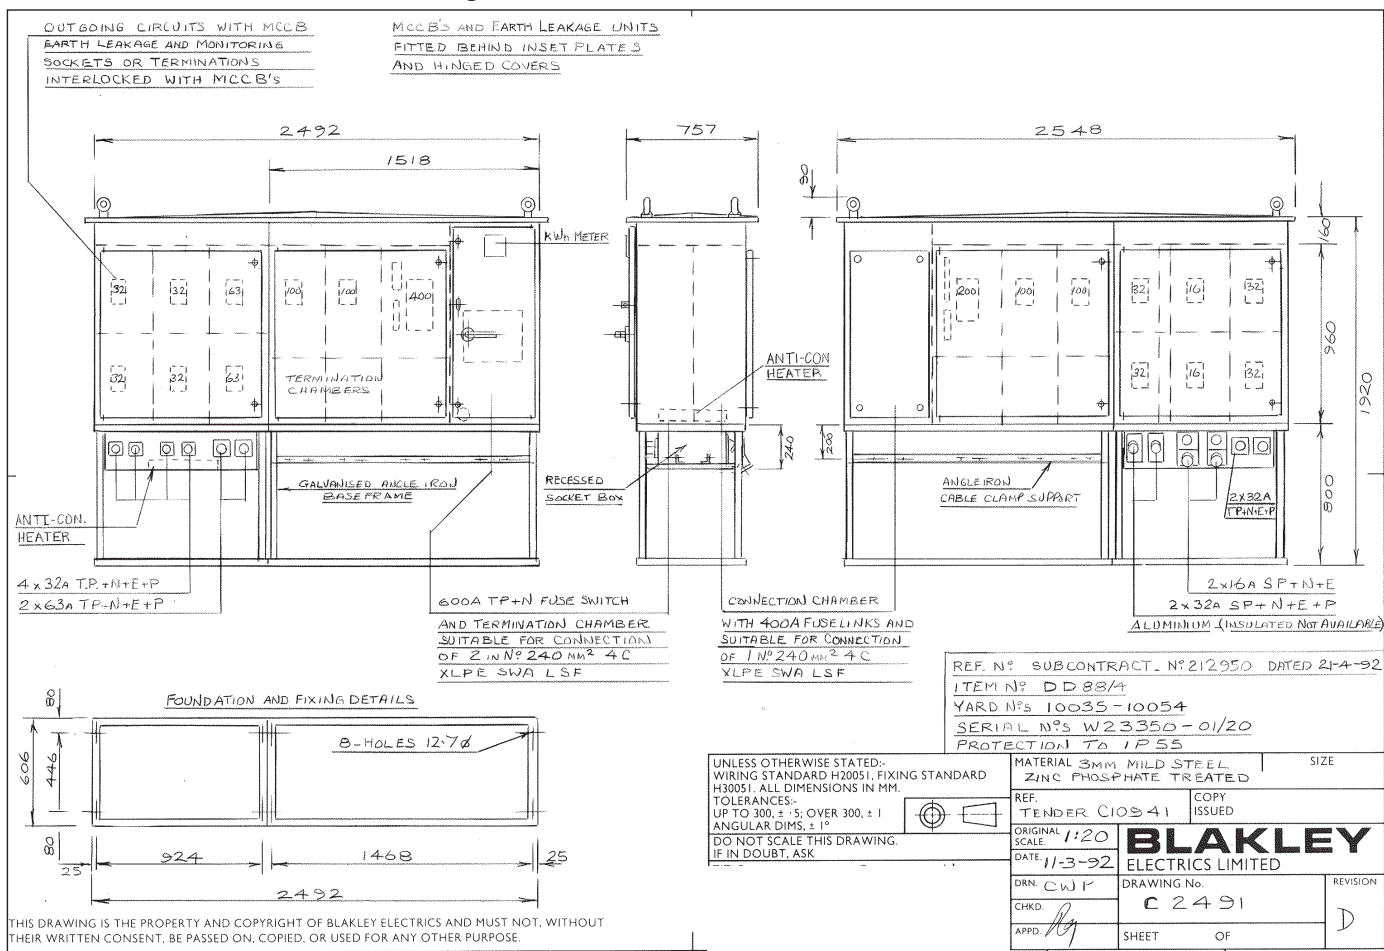 OUTGOING CIRCUITS WITH MCCB
EARTH LEAKAGE AND MONITORING
SOCKETS OR TERMINATIONS
INTERLOCKED WITH MCCB's
MCCB's AND EARTH LEAKAGE UNITS
FITTED BEHIND INSET PLATES
AND HINGED COVERS
2492
1518
757
2548
90
KWh METER
32 32 63 100 100 400
32 32 63
TERMINATION
CHAMBERS
ANTI-CON
HEATER
200 100 100 32 16 32
32 16 32
160
960
1920
800
240
200
GALVANISED ANGLE IRON
BASE FRAME
RECESSED
SOCKET BOX
ANGLE IRON
CABLE CLAMP SUPPORT
2X32A
TP+N+E+P
ANTI-CON.
HEATER
4 x 32A T.P.+N+E+P
2 x 63A TP+N+E+P
600A TP+N FUSE SWITCH
AND TERMINATION CHAMBER
SUITABLE FOR CONNECTION
OF 2 IN Nº 240 MM² 4C
XLPE SWA LSF
CONNECTION CHAMBER
WITH 400A FUSELINKS AND
SUITABLE FOR CONNECTION
OF 1 Nº 240 MM² 4C
XLPE SWA LSF
2x16A SP+N+E
2x32A SP+N+E+P
ALUMINIUM (INSULATED NOT AVAILABLE)
FOUNDATION AND FIXING DETAILS
80
606
446
80
8-HOLES 12·7ø
25
924
1468
25
2492
REF. Nº SUBCONTRACT. Nº 212950 DATED 21-4-92
ITEM Nº DD88/4
YARD Nºs 10035-10054
SERIAL Nºs W23350-01/20
PROTECTION TO IP55
UNLESS OTHERWISE STATED:-
WIRING STANDARD H20051, FIXING STANDARD
H30051. ALL DIMENSIONS IN MM.
TOLERANCES:-
UP TO 300, ± ·5; OVER 300, ± 1
ANGULAR DIMS, ± 1°
DO NOT SCALE THIS DRAWING.
IF IN DOUBT, ASK
MATERIAL 3MM MILD STEEL
ZINC PHOSPHATE TREATED
SIZE
REF.
TENDER C10941
COPY
ISSUED
ORIGINAL
SCALE. 1:20
DATE. 11-3-92
BLAKLEY
ELECTRICS LIMITED
DRN. CWP
CHKD.
APPD.
DRAWING No.
C 2491
REVISION
D
SHEET OF
THIS DRAWING IS THE PROPERTY AND COPYRIGHT OF BLAKLEY ELECTRICS AND MUST NOT, WITHOUT
THEIR WRITTEN CONSENT, BE PASSED ON, COPIED, OR USED FOR ANY OTHER PURPOSE.